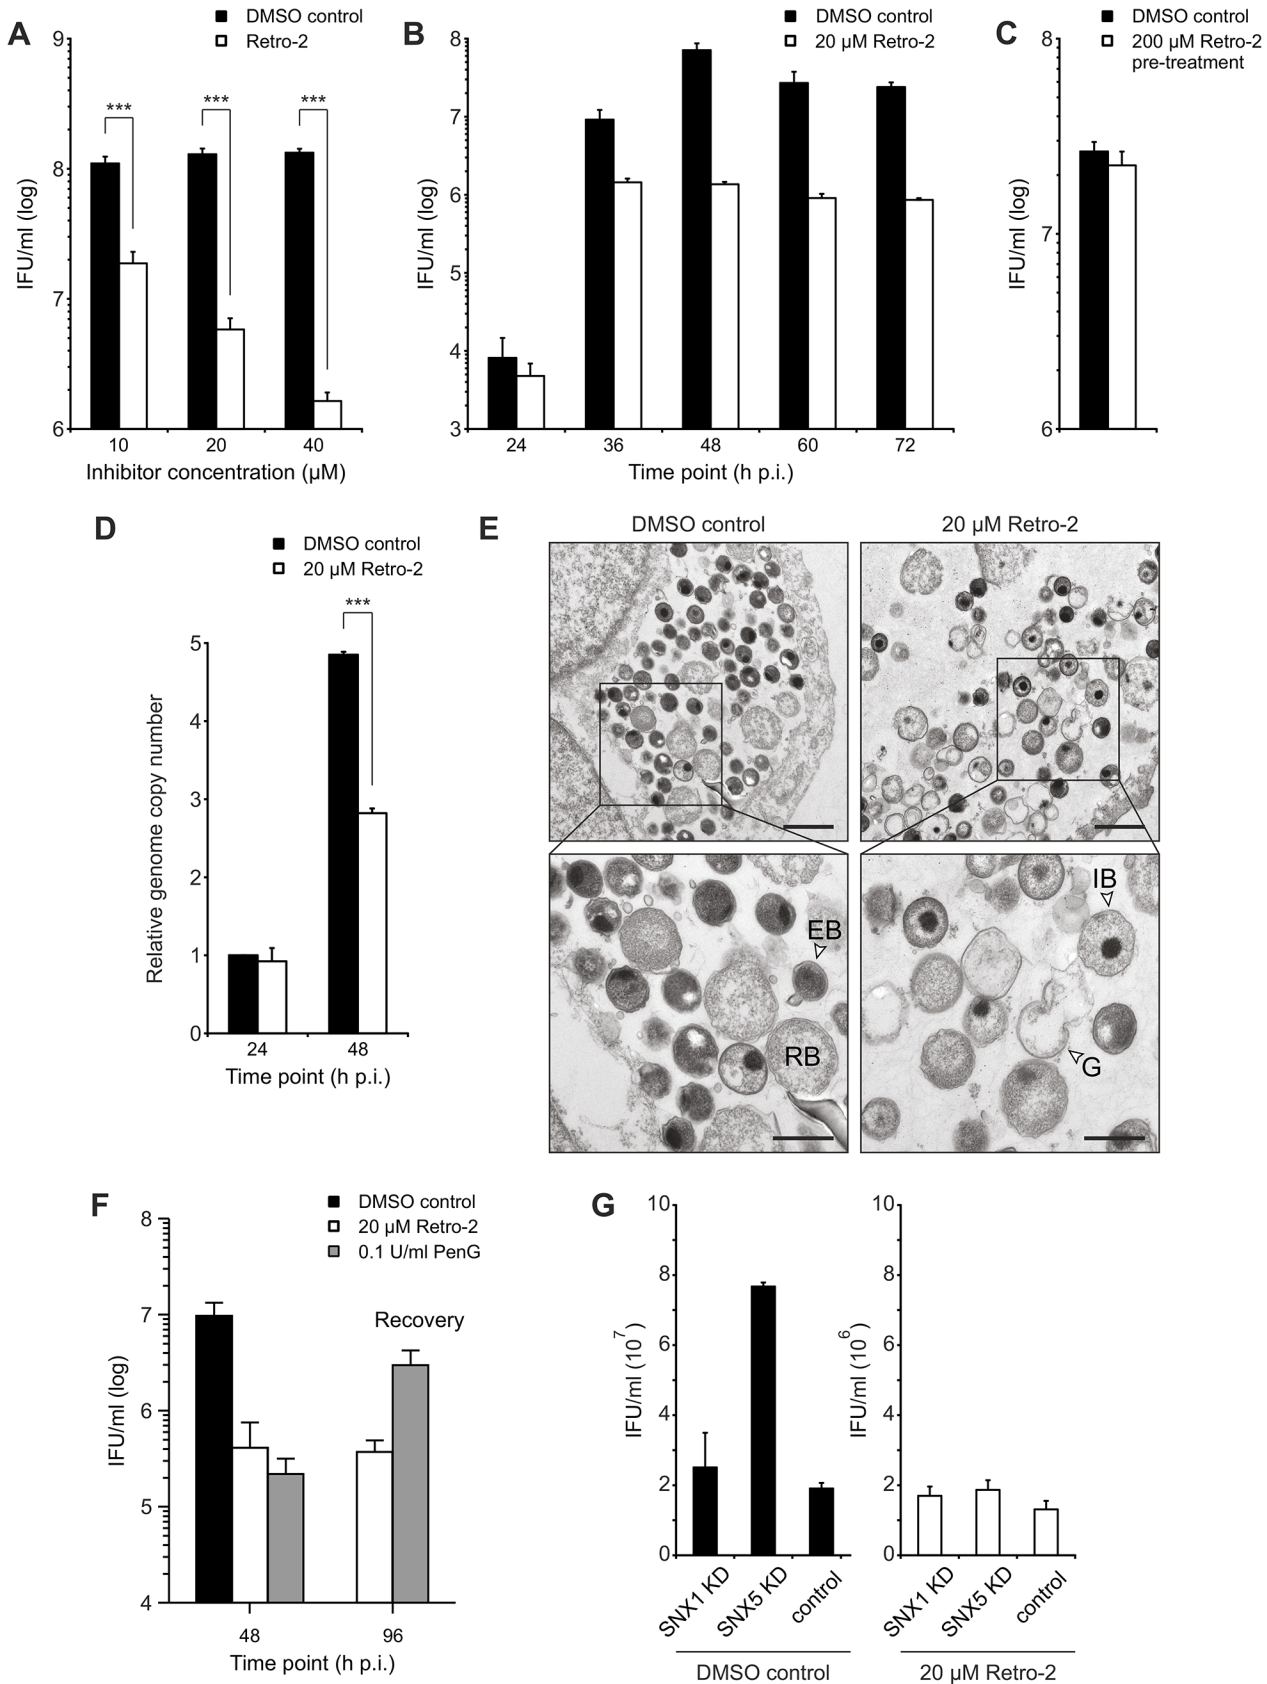 A
DMSO control
Retro-2
9
8
7
6
IFU/ml (log)
***
***
***
10
20
40
Inhibitor concentration (µM)
B
DMSO control
20 µM Retro-2
8
7
6
5
4
3
IFU/ml (log)
24
36
48
60
72
Time point (h p.i.)
C
DMSO control
200 µM Retro-2
pre-treatment
8
7
6
IFU/ml (log)
D
DMSO control
20 µM Retro-2
***
5
4
3
2
1
0
Relative genome copy number
24
48
Time point (h p.i.)
E
DMSO control
20 µM Retro-2
EB
RB
IB
G
F
DMSO control
20 µM Retro-2
0.1 U/ml PenG
Recovery
8
7
6
5
4
IFU/ml (log)
48
96
Time point (h p.i.)
G
10
8
6
4
2
0
IFU/ml (10⁷)
SNX1 KD
SNX5 KD
control
DMSO control
10
8
6
4
2
0
IFU/ml (10⁶)
SNX1 KD
SNX5 KD
control
20 µM Retro-2